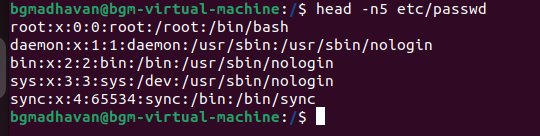 bgmadhavan@bgm-virtual-machine:/$ head -n5 etc/passwd
root:x:0:0:root:/root:/bin/bash
daemon:x:1:1:daemon:/usr/sbin:/usr/sbin/nologin
bin:x:2:2:bin:/bin:/usr/sbin/nologin
sys:x:3:3:sys:/dev:/usr/sbin/nologin
sync:x:4:65534:sync:/bin:/bin/sync
bgmadhavan@bgm-virtual-machine:/$